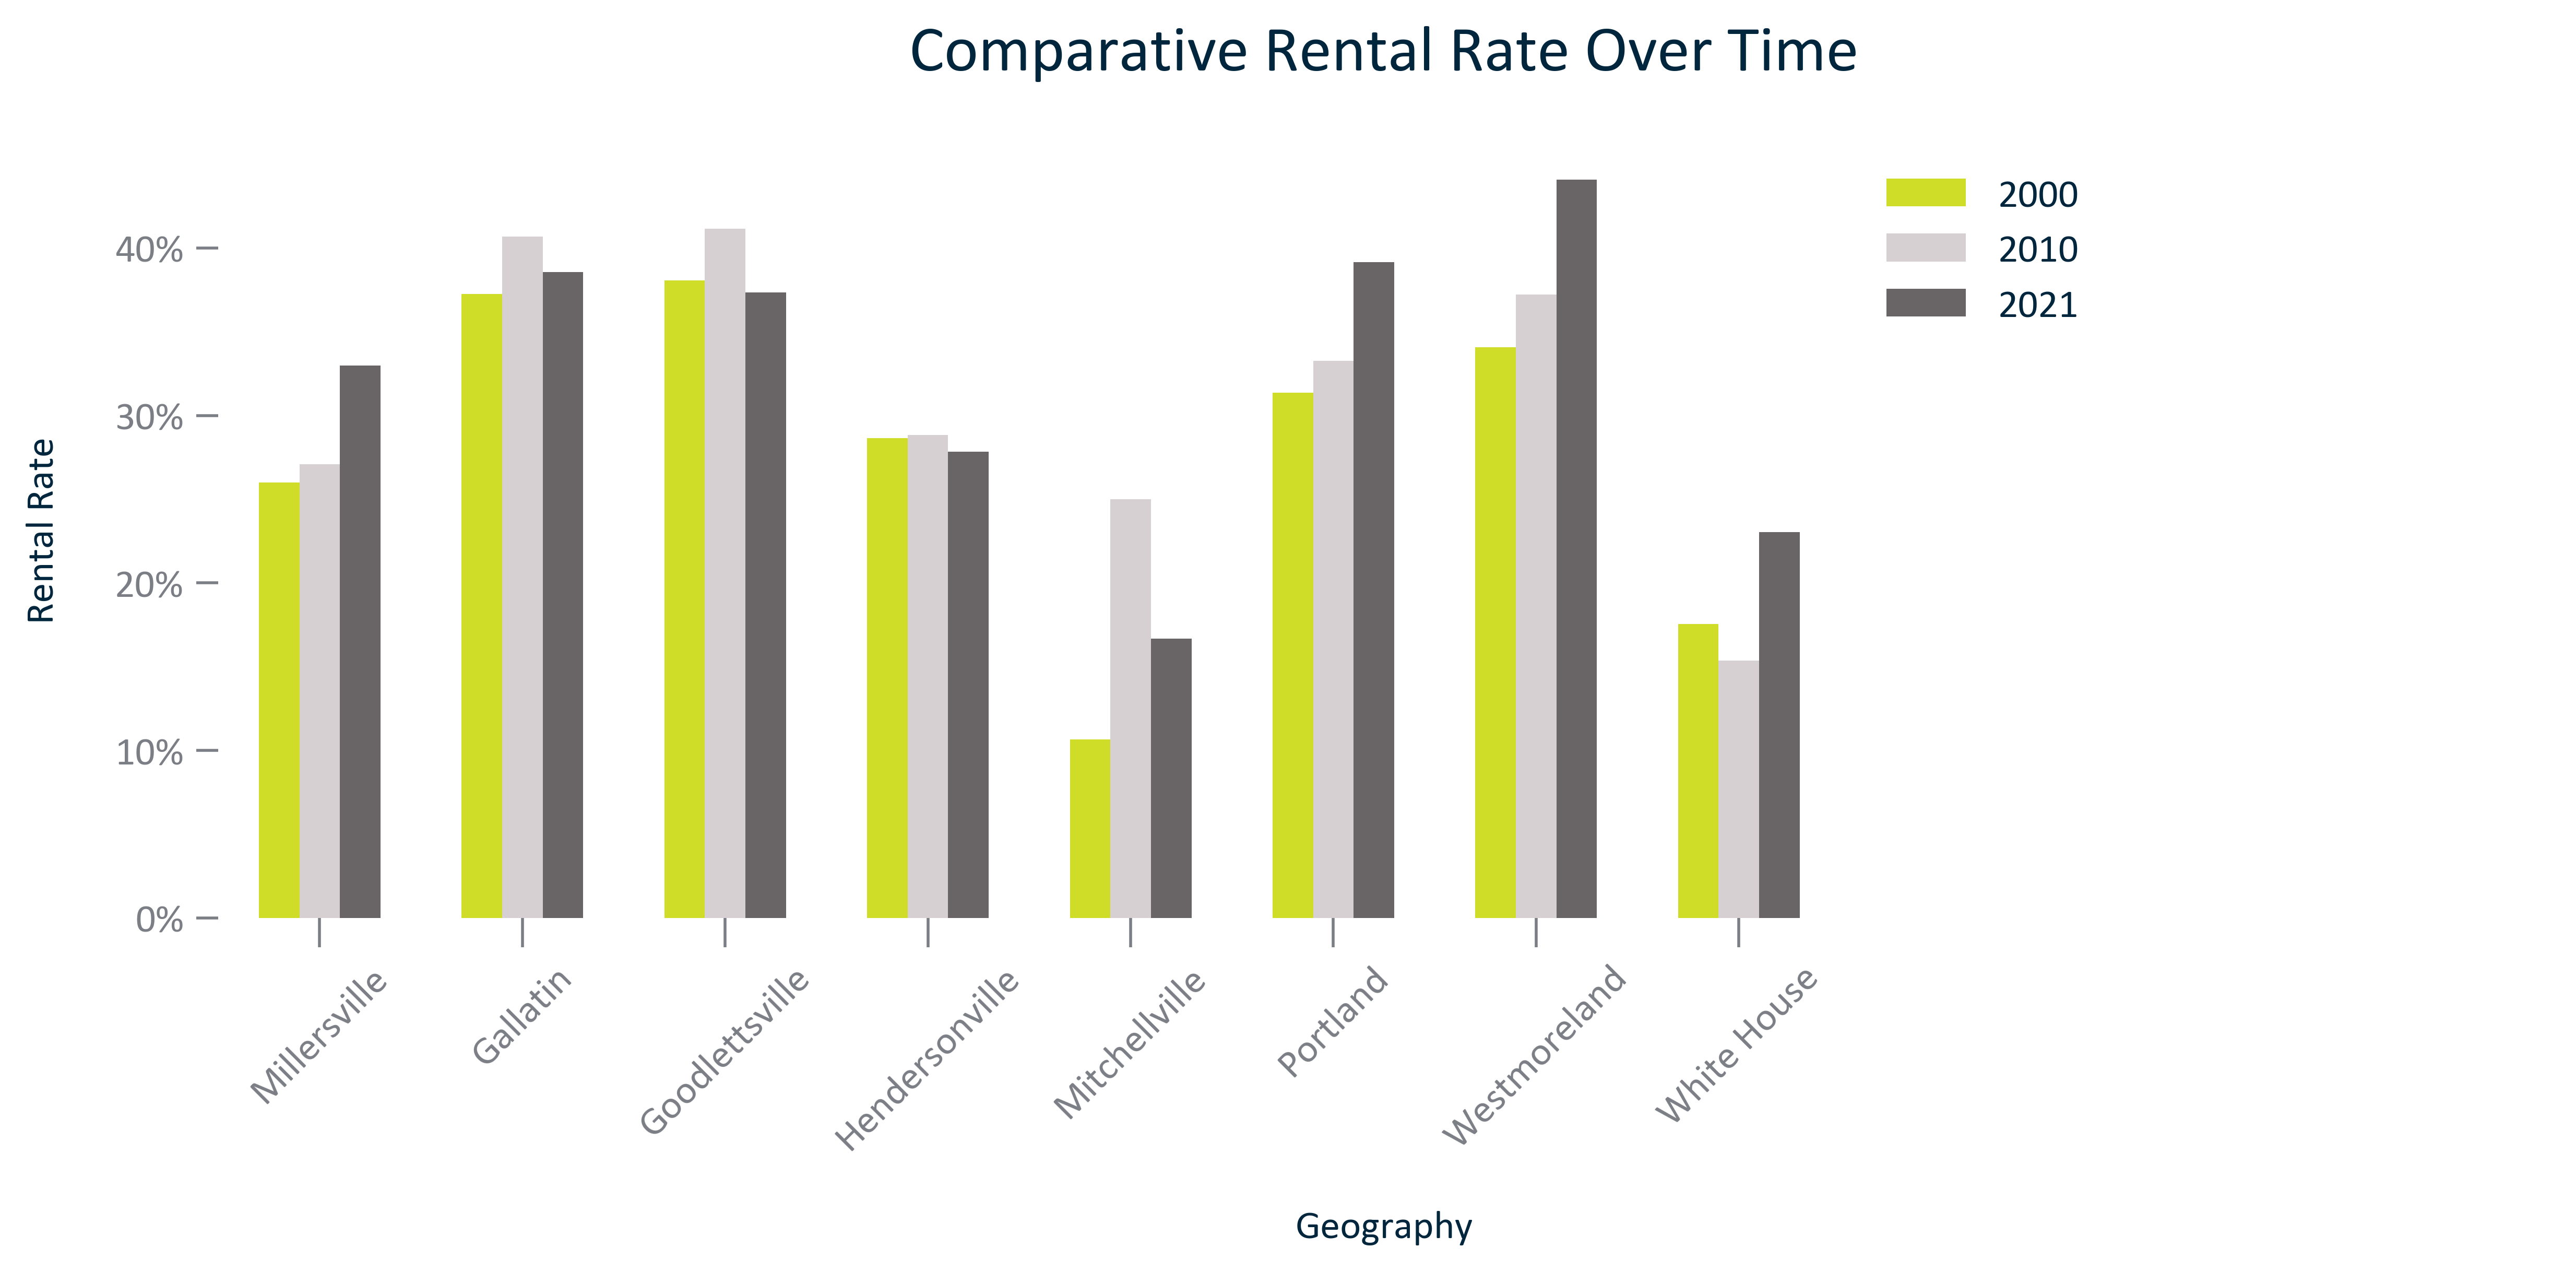 Comparative Rental Rate Over Time
2000
2010
2021
Rental Rate
40%
30%
20%
10%
0%
Millersville
Gallatin
Goodlettsville
Hendersonville
Mitchellville
Portland
Westmoreland
White House
Geography